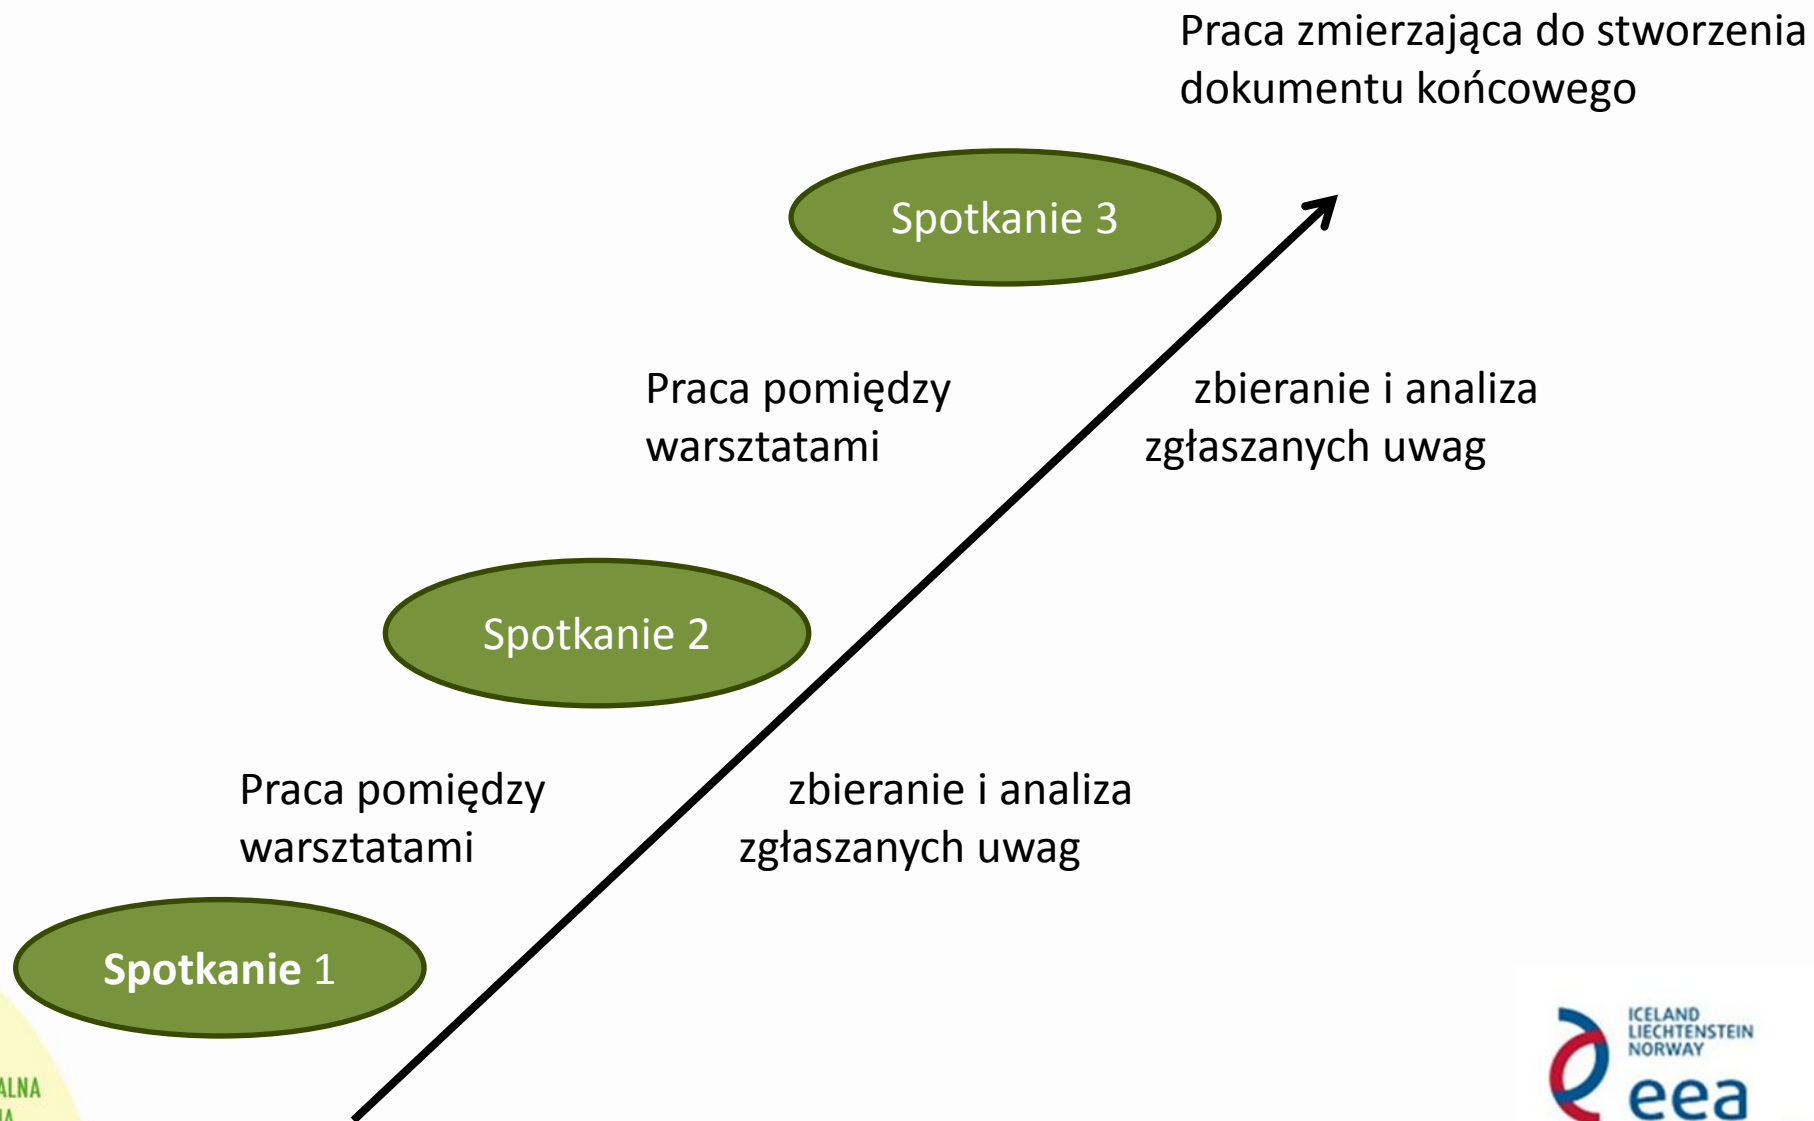 Praca zmierzająca do stworzenia
dokumentu końcowego
Spotkanie 3
Praca pomiędzy
warsztatami
zbieranie i analiza
zgłaszanych uwag
Spotkanie 2
Praca pomiędzy
warsztatami
zbieranie i analiza
zgłaszanych uwag
Spotkanie 1
ICELAND
LIECHTENSTEIN
NORWAY
eea